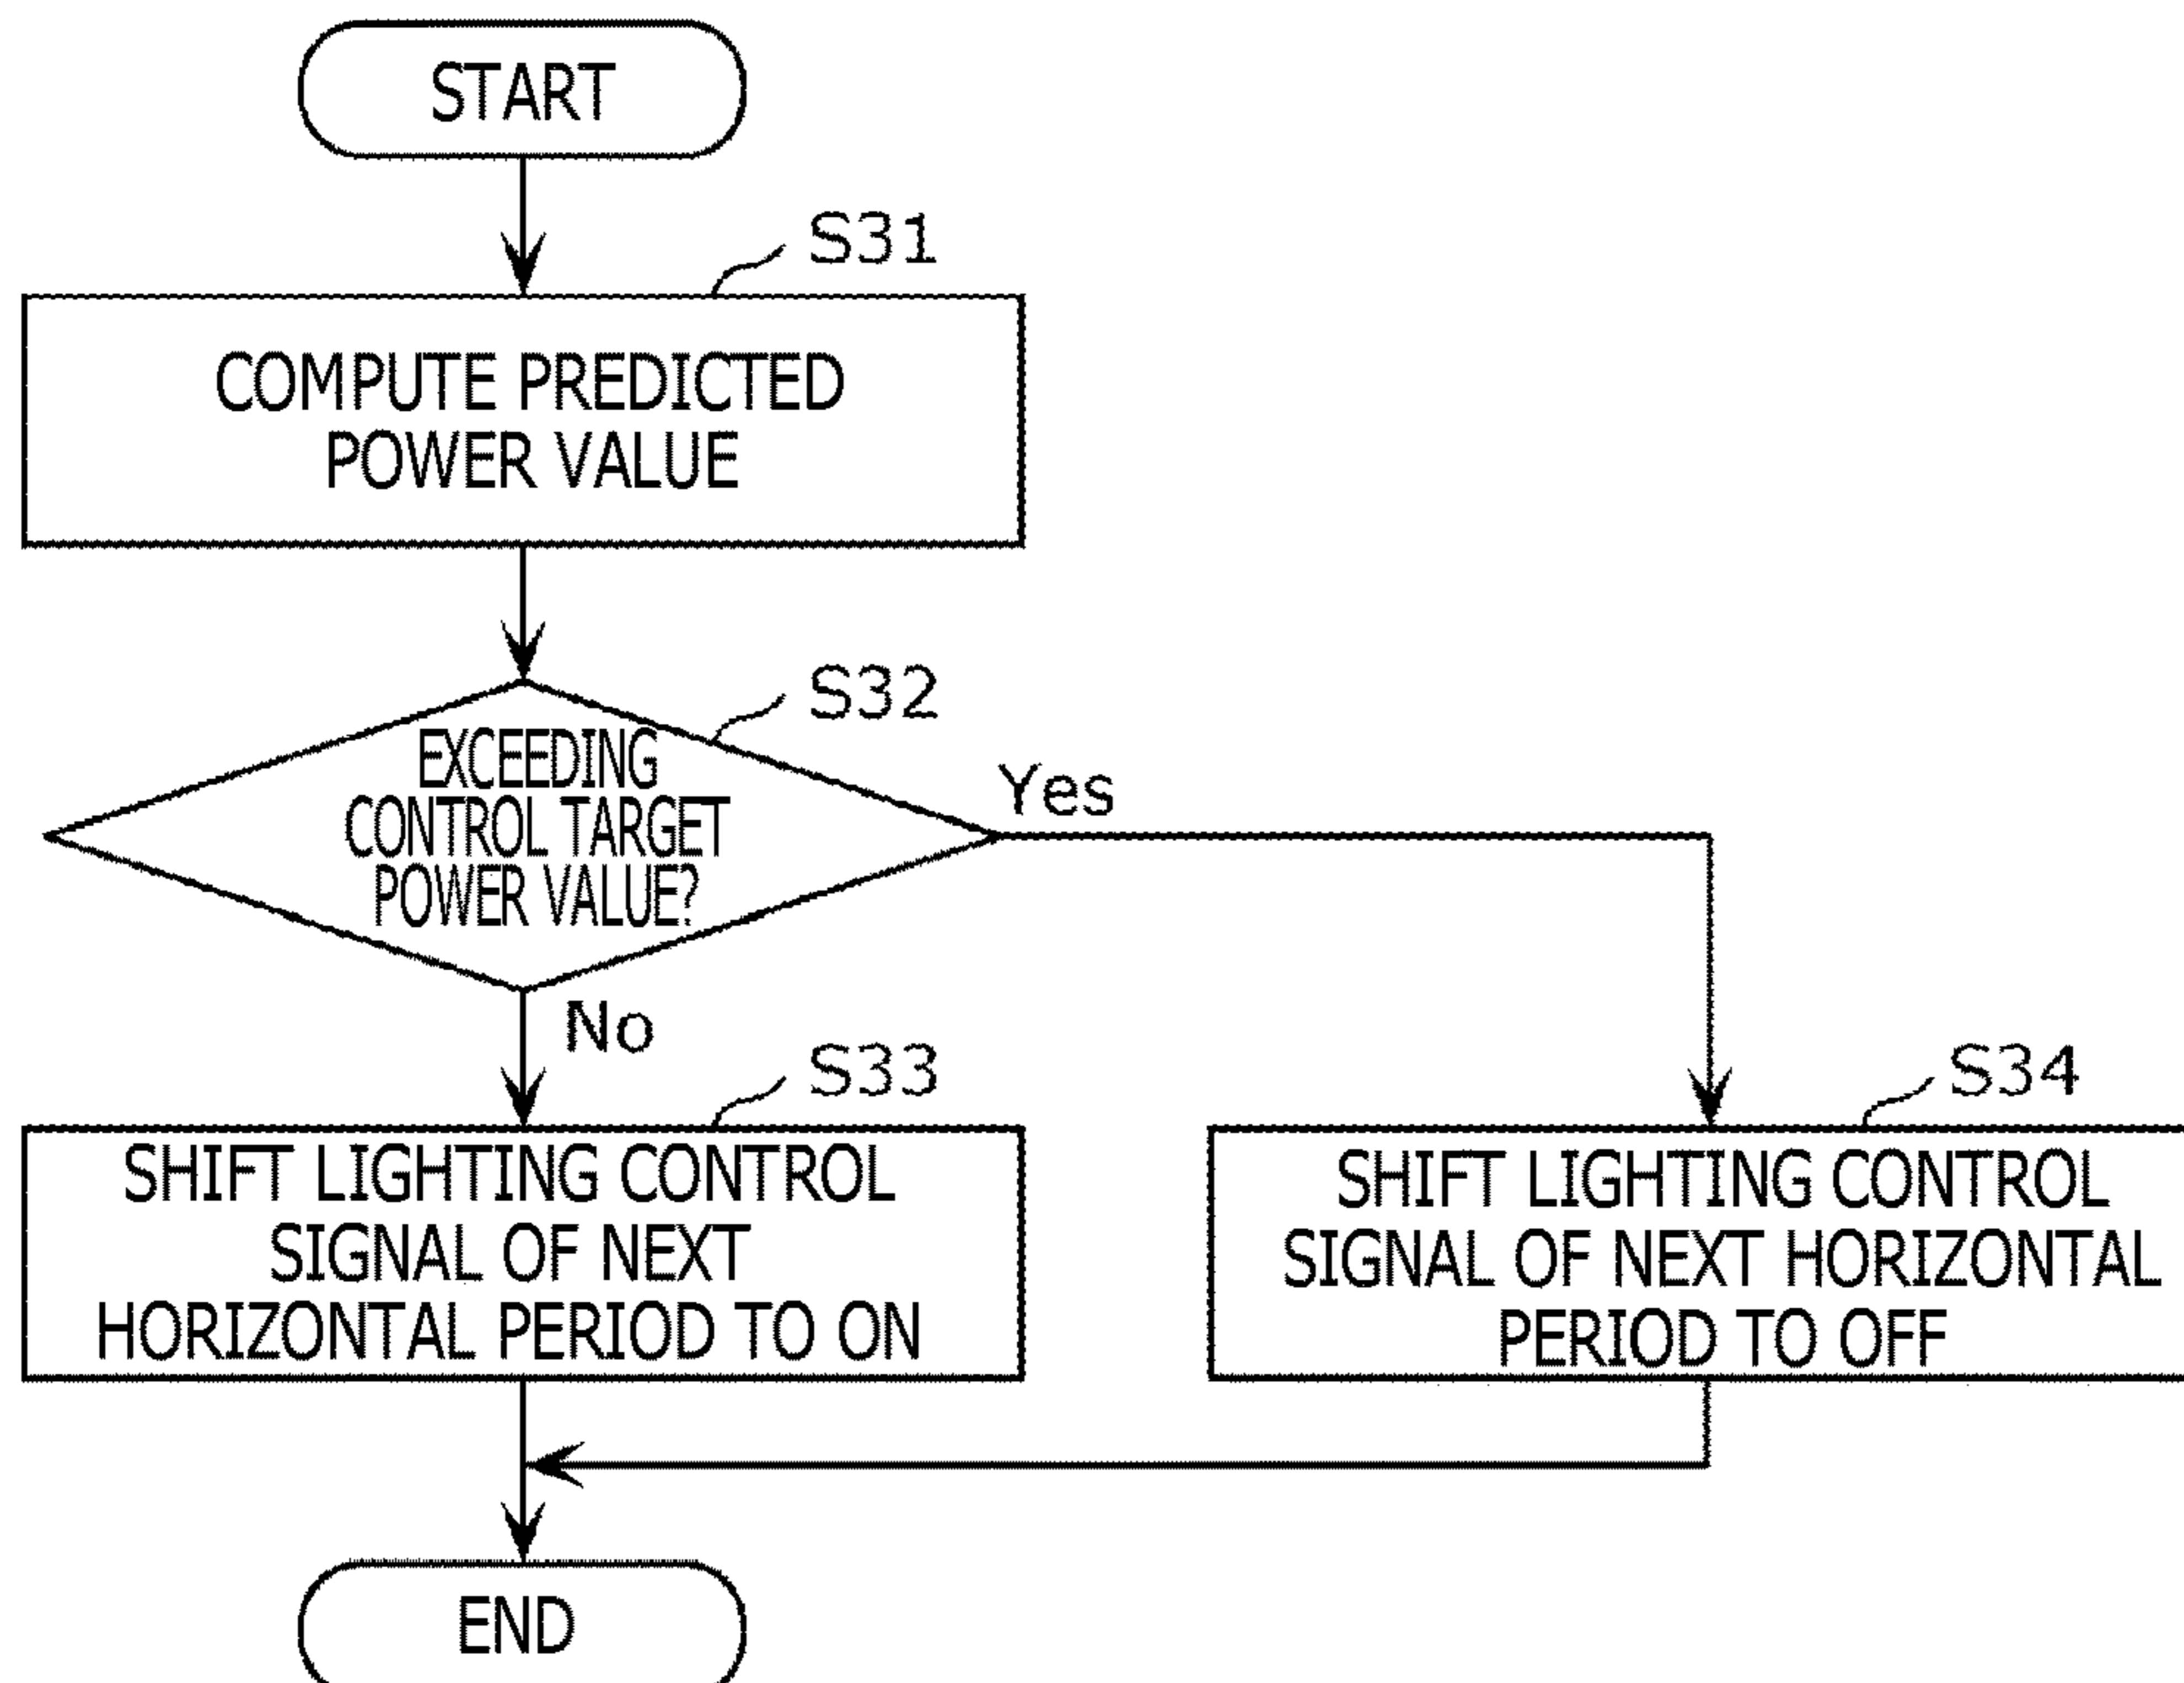 START
S31
COMPUTE PREDICTED
POWER VALUE
S32
EXCEEDING
CONTROL TARGET
POWER VALUE?
Yes
No
S33
SHIFT LIGHTING CONTROL
SIGNAL OF NEXT
HORIZONTAL PERIOD TO ON
S34
SHIFT LIGHTING CONTROL
SIGNAL OF NEXT HORIZONTAL
PERIOD TO OFF
END